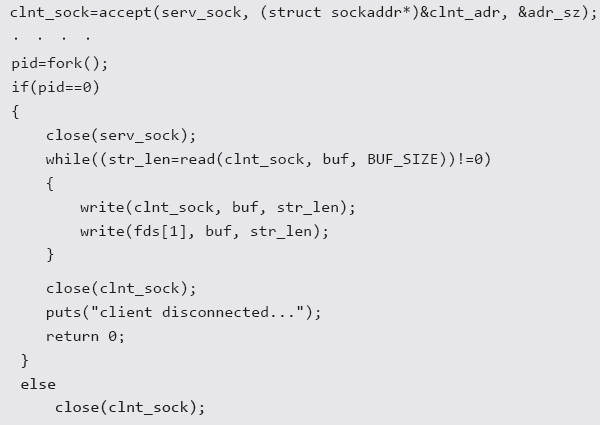 clnt_sock=accept(serv_sock, (struct sockaddr*)&clnt_adr, &adr_sz);
. . . .
pid=fork();
if(pid==0)
{
    close(serv_sock);
    while((str_len=read(clnt_sock, buf, BUF_SIZE))!=0)
    {
        write(clnt_sock, buf, str_len);
        write(fds[1], buf, str_len);
    }
    close(clnt_sock);
    puts("client disconnected...");
    return 0;
 }
 else
     close(clnt_sock);